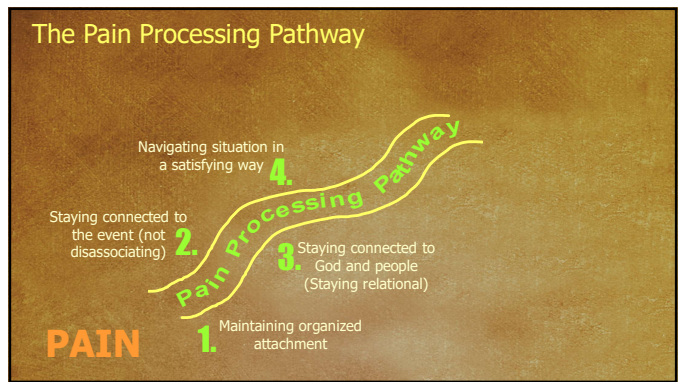 The Pain Processing Pathway
Navigating situation in
a satisfying way 4.
Staying connected to
the event (not
disassociating) 2.
Pain Processing Pathway
3. Staying connected to
God and people
(Staying relational)
PAIN
1. Maintaining organized
attachment